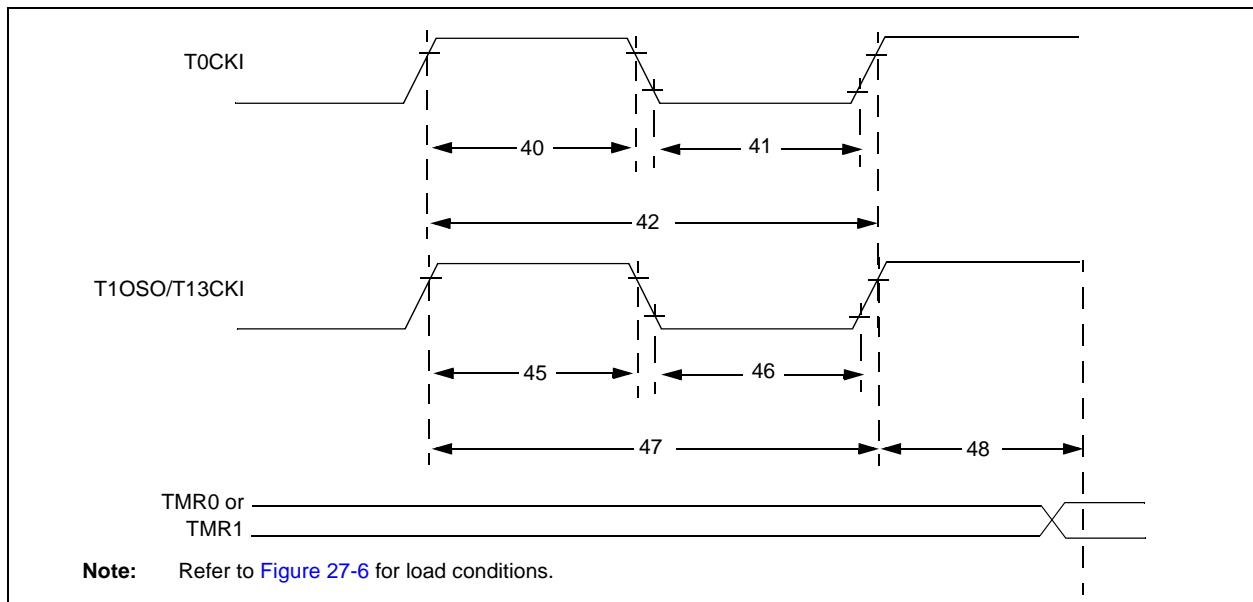 T0CKI
40
41
42
T1OSO/T13CKI
45
46
47
48
TMR0 or
TMR1
Note: Refer to Figure 27-6 for load conditions.